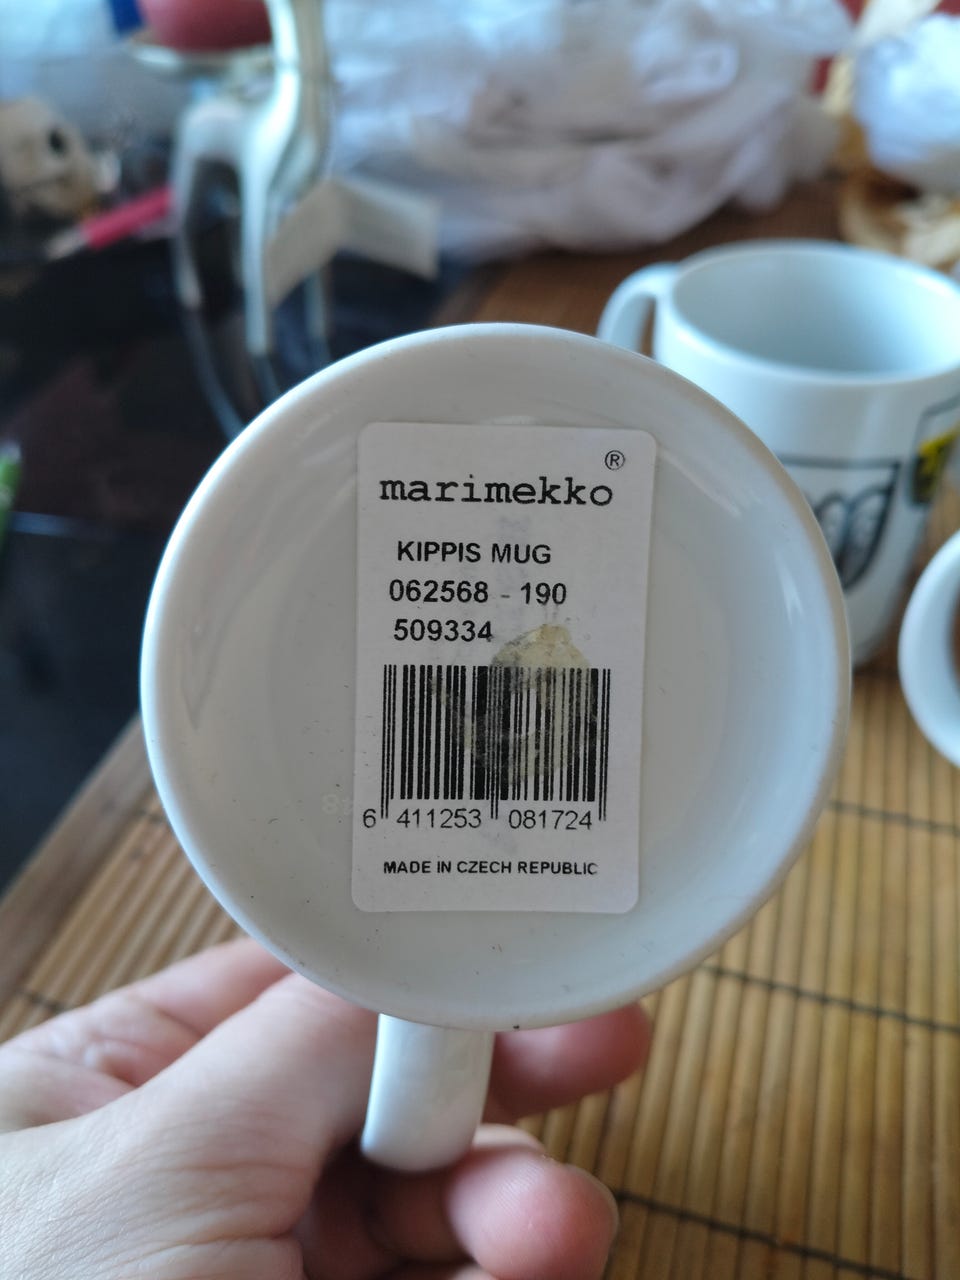 ®
marimekko
KIPPIS MUG
062568 - 190
509334
6 411253 081724
MADE IN CZECH REPUBLIC